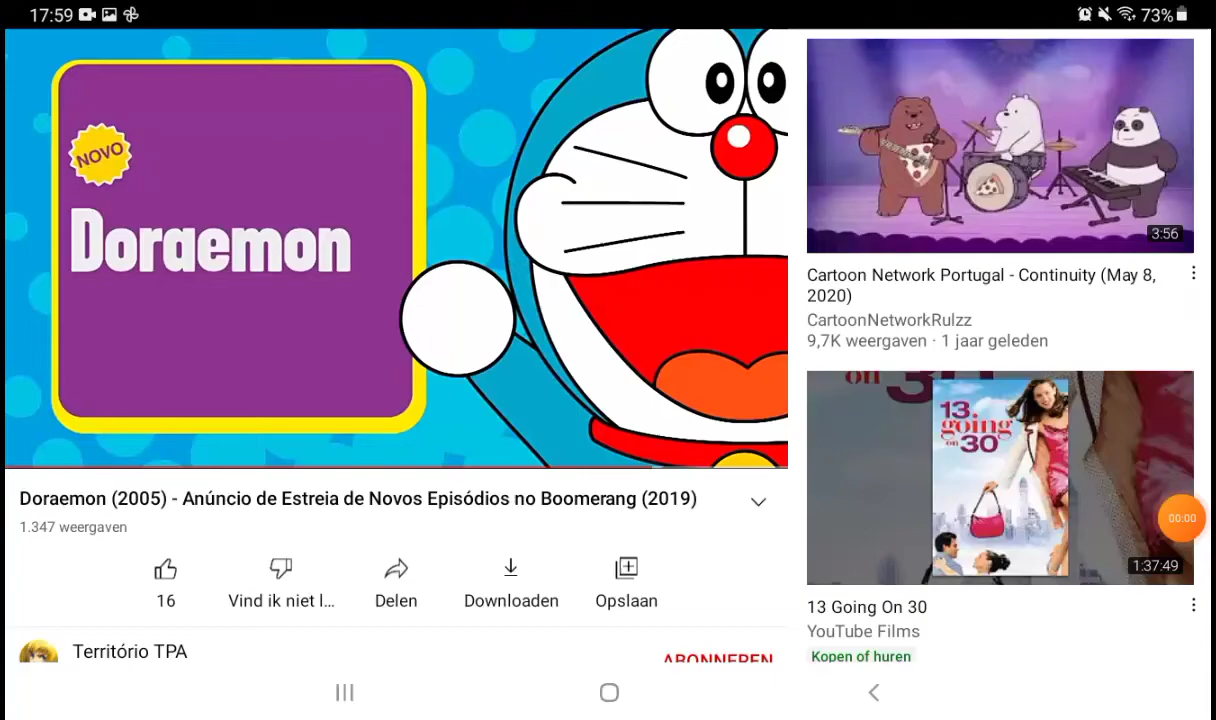 17:59
73%
NOVO
Doraemon
Doraemon (2005) - Anúncio de Estreia de Novos Episódios no Boomerang (2019)
1.347 weergaven
16
Vind ik niet l...
Delen
Downloaden
Opslaan
Território TPA
ABONNEREN
3:56
Cartoon Network Portugal - Continuity (May 8,
2020)
CartoonNetworkRulzz
9,7K weergaven · 1 jaar geleden
on 30
13
going
on 30
00:00
1:37:49
13 Going On 30
YouTube Films
Kopen of huren